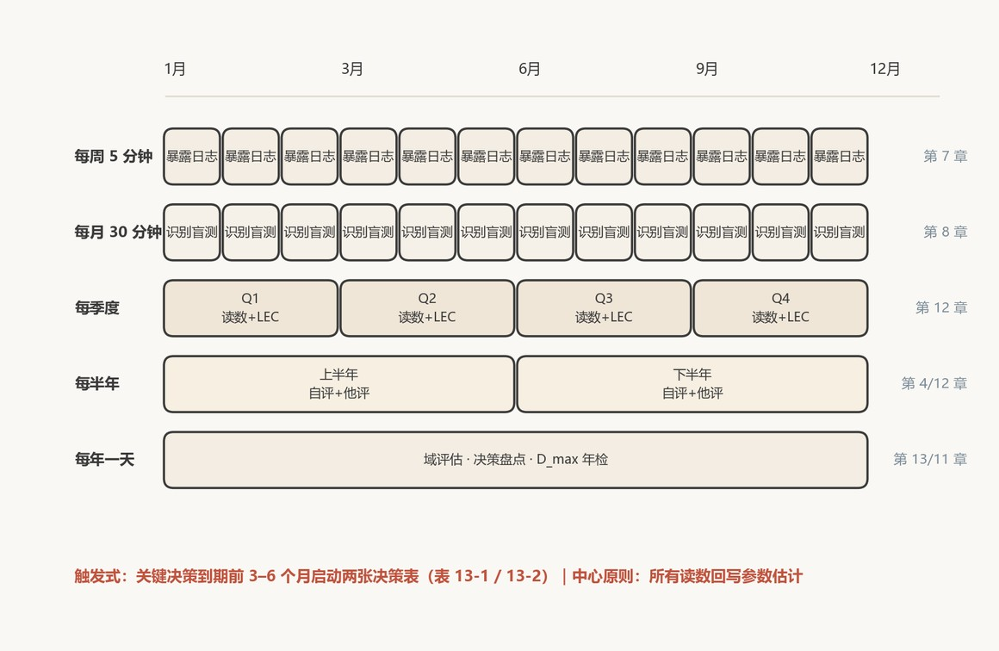 1月 3月 6月 9月 12月
每周 5 分钟 暴露日志 暴露日志 暴露日志 暴露日志 暴露日志 暴露日志 暴露日志 暴露日志 暴露日志 暴露日志 暴露日志 暴露日志 第 7 章
每月 30 分钟 识别盲测 识别盲测 识别盲测 识别盲测 识别盲测 识别盲测 识别盲测 识别盲测 识别盲测 识别盲测 识别盲测 识别盲测 第 8 章
每季度
Q1
读数+LEC
Q2
读数+LEC
Q3
读数+LEC
Q4
读数+LEC
第 12 章
每半年
上半年
自评+他评
下半年
自评+他评
第 4/12 章
每年一天 域评估 · 决策盘点 · D_max 年检 第 13/11 章
触发式：关键决策到期前 3–6 个月启动两张决策表（表 13-1 / 13-2）｜中心原则：所有读数回写参数估计